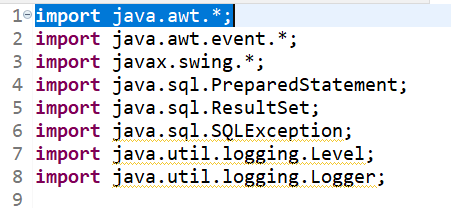 1 import java.awt.*;
2 import java.awt.event.*;
3 import javax.swing.*;
4 import java.sql.PreparedStatement;
5 import java.sql.ResultSet;
6 import java.sql.SQLException;
7 import java.util.logging.Level;
8 import java.util.logging.Logger;
9